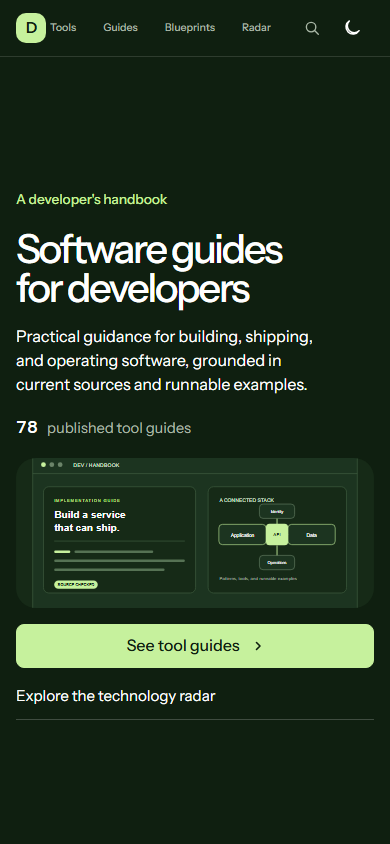 D Tools Guides Blueprints Radar
A developer's handbook
Software guides
for developers
Practical guidance for building, shipping,
and operating software, grounded in
current sources and runnable examples.
78 published tool guides
DEV / HANDBOOK
IMPLEMENTATION GUIDE
Build a service
that can ship.
SOURCE CHECKED
A CONNECTED STACK
Identity
Application API Data
Operations
Patterns, tools, and runnable examples
See tool guides
Explore the technology radar